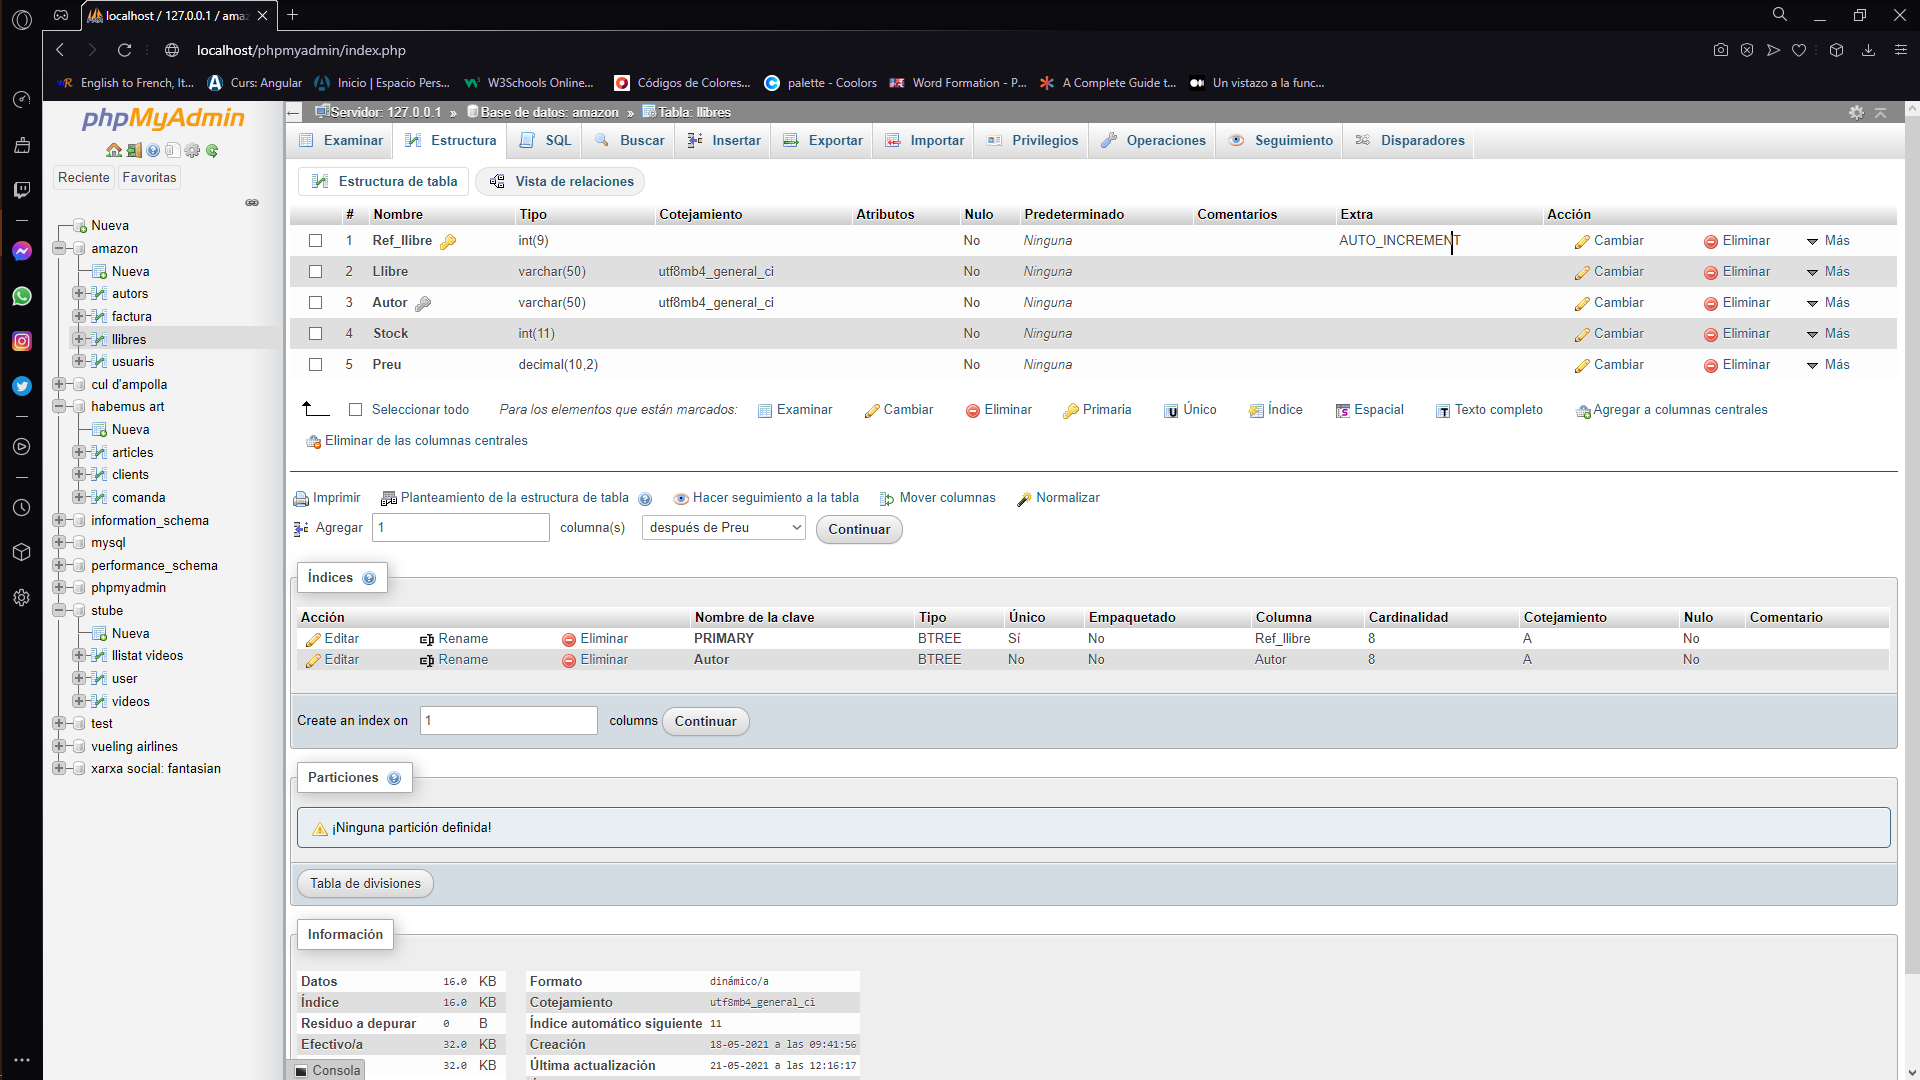 localhost / 127.0.0.1 / ama
localhost/phpmyadmin/index.php
English to French, It...
Curs: Angular
Inicio | Espacio Pers...
W3Schools Online...
Códigos de Colores...
palette - Coolors
Word Formation - P...
A Complete Guide t...
Un vistazo a la func...
phpMyAdmin
Reciente
Favoritas
Nueva
amazon
Nueva
autors
factura
llibres
usuaris
cul d'ampolla
habemus art
Nueva
articles
clients
comanda
information_schema
mysql
performance_schema
phpmyadmin
stube
Nueva
llistat videos
user
videos
test
vueling airlines
xarxa social: fantasian
Servidor: 127.0.0.1 » Base de datos: amazon » Tabla: llibres
Examinar Estructura SQL Buscar Insertar Exportar Importar Privilegios Operaciones Seguimiento Disparadores
Estructura de tabla Vista de relaciones
# Nombre Tipo Cotejamiento Atributos Nulo Predeterminado Comentarios Extra Acción
1 Ref_llibre int(9) No Ninguna AUTO_INCREMENT Cambiar Eliminar Más
2 Llibre varchar(50) utf8mb4_general_ci No Ninguna Cambiar Eliminar Más
3 Autor varchar(50) utf8mb4_general_ci No Ninguna Cambiar Eliminar Más
4 Stock int(11) No Ninguna Cambiar Eliminar Más
5 Preu decimal(10,2) No Ninguna Cambiar Eliminar Más
Seleccionar todo Para los elementos que están marcados: Examinar Cambiar Eliminar Primaria Único Índice Espacial Texto completo Agregar a columnas centrales
Eliminar de las columnas centrales
Imprimir Planteamiento de la estructura de tabla Hacer seguimiento a la tabla Mover columnas Normalizar
Agregar 1 columna(s) después de Preu Continuar
Índices
Acción Nombre de la clave Tipo Único Empaquetado Columna Cardinalidad Cotejamiento Nulo Comentario
Editar Rename Eliminar PRIMARY BTREE Sí No Ref_llibre 8 A No
Editar Rename Eliminar Autor BTREE No No Autor 8 A No
Create an index on 1 columns Continuar
Particiones
¡Ninguna partición definida!
Tabla de divisiones
Información
Datos 16.0 KB
Índice 16.0 KB
Residuo a depurar 0 B
Efectivo/a 32.0 KB
32.0 KB
Formato dinámico/a
Cotejamiento utf8mb4_general_ci
Índice automático siguiente 11
Creación 18-05-2021 a las 09:41:56
Última actualización 21-05-2021 a las 12:16:17
Consola